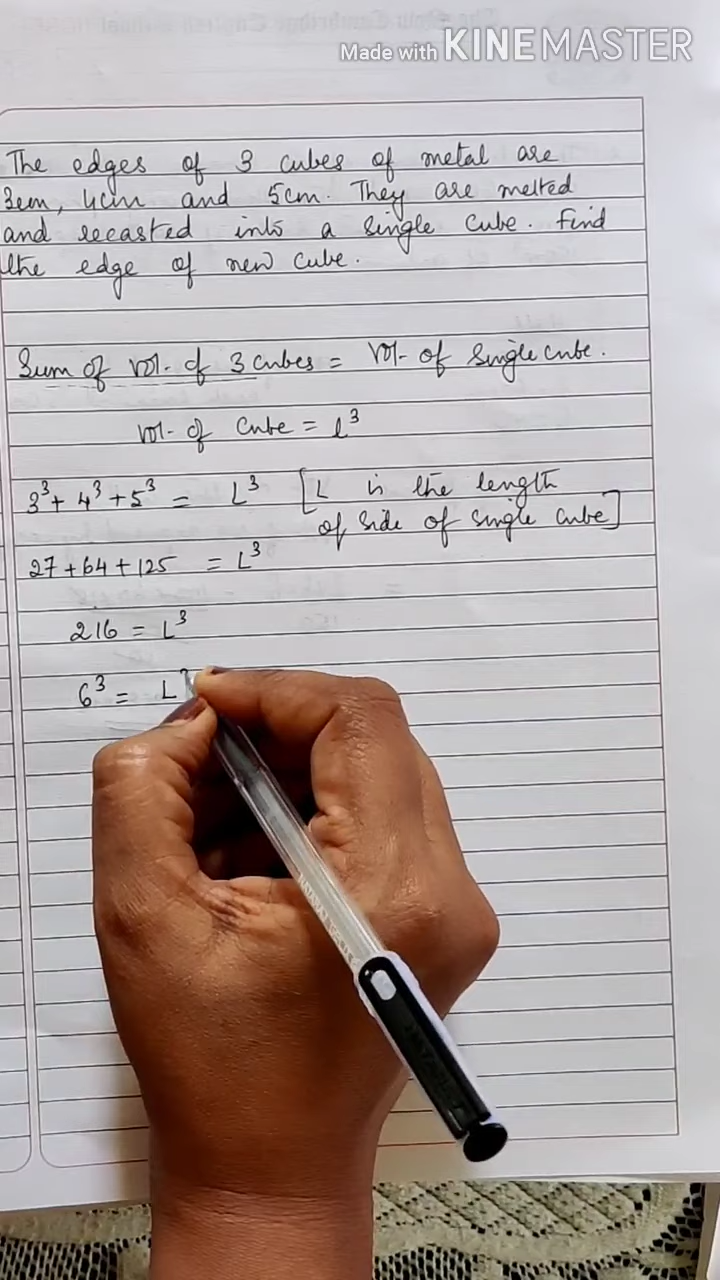 Made with KINEMASTER
The edges of 3 cubes of metal are
3cm, 4cm and 5cm. They are melted
and recasted into a single cube. Find
the edge of new cube.
Sum of vol. of 3 cubes = Vol. of single cube.
vol. of cube = l³
3³ + 4³ + 5³ = L³ [L is the length
of side of single cube]
27 + 64 + 125 = L³
216 = L³
6³ = L